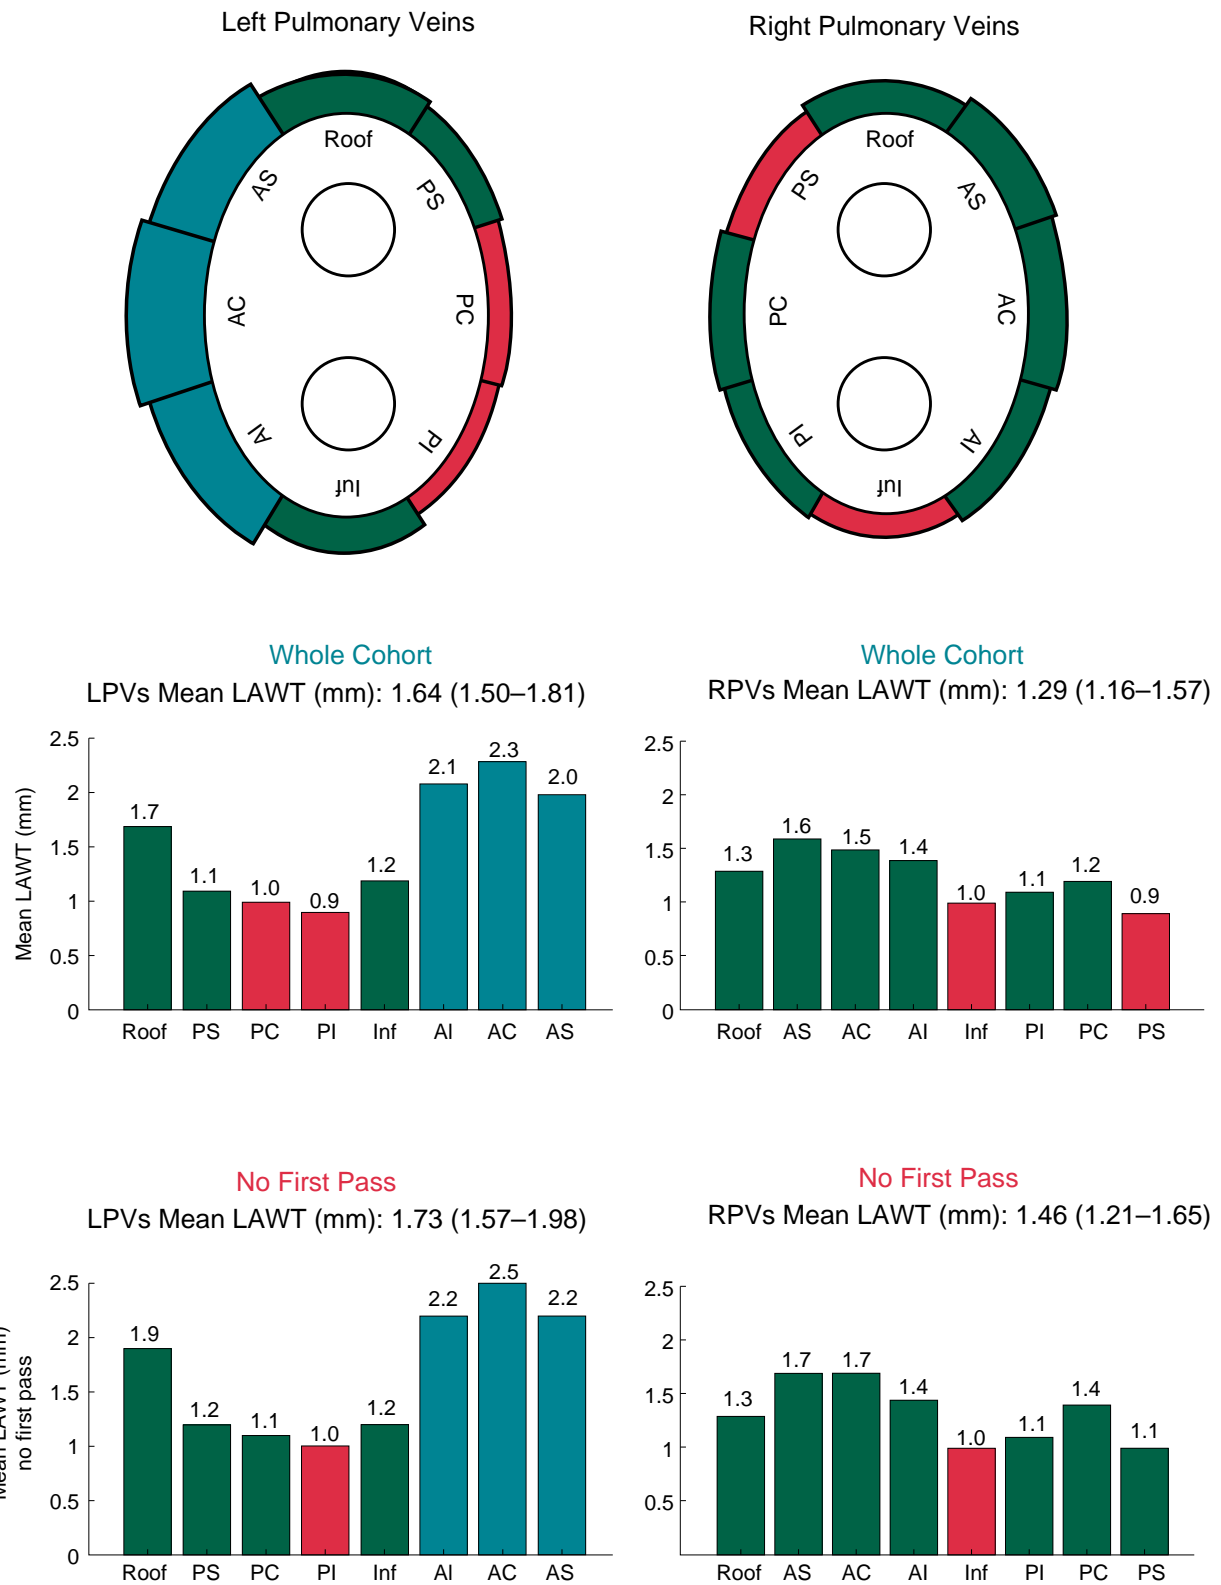 Left Pulmonary Veins
Right Pulmonary Veins
Roof
AS
PS
AC
PC
AI
PI
Inf
Roof
PS
AS
PC
AC
PI
AI
Inf
Whole Cohort
LPVs Mean LAWT (mm): 1.64 (1.50–1.81)
Mean LAWT (mm)
2.5
2
1.5
1
0.5
0
1.7
1.1
1.0
0.9
1.2
2.1
2.3
2.0
Roof PS PC PI Inf AI AC AS
Whole Cohort
RPVs Mean LAWT (mm): 1.29 (1.16–1.57)
2.5
2
1.5
1
0.5
0
1.3
1.6
1.5
1.4
1.0
1.1
1.2
0.9
Roof AS AC AI Inf PI PC PS
No First Pass
LPVs Mean LAWT (mm): 1.73 (1.57–1.98)
Mean LAWT (mm)
no first pass
2.5
2
1.5
1
0.5
0
1.9
1.2
1.1
1.0
1.2
2.2
2.5
2.2
Roof PS PC PI Inf AI AC AS
No First Pass
RPVs Mean LAWT (mm): 1.46 (1.21–1.65)
2.5
2
1.5
1
0.5
1.3
1.7
1.7
1.4
1.0
1.1
1.4
1.1
Roof AS AC AI Inf PI PC PS